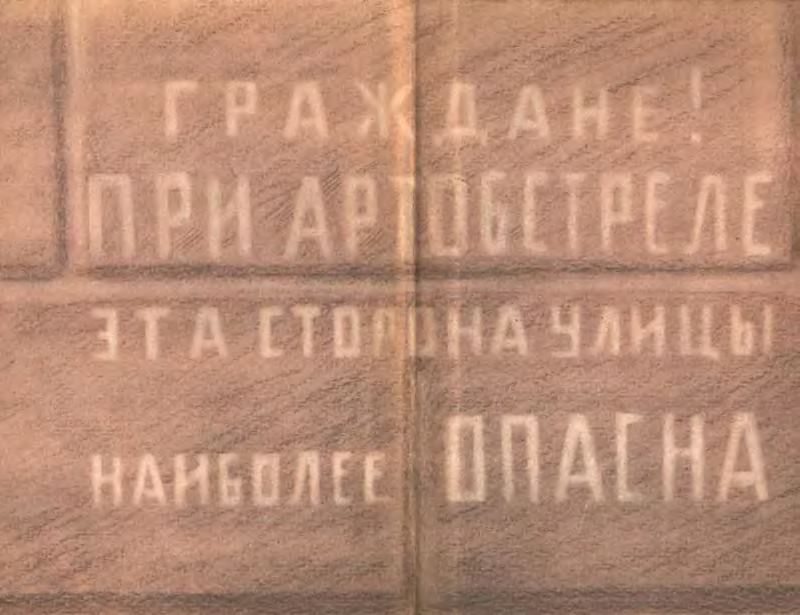 ГРАЖДАНЕ!
ПРИ АРТОБСТРЕЛЕ
ЭТА СТОРОНА УЛИЦЫ
НАИБОЛЕЕ ОПАСНА